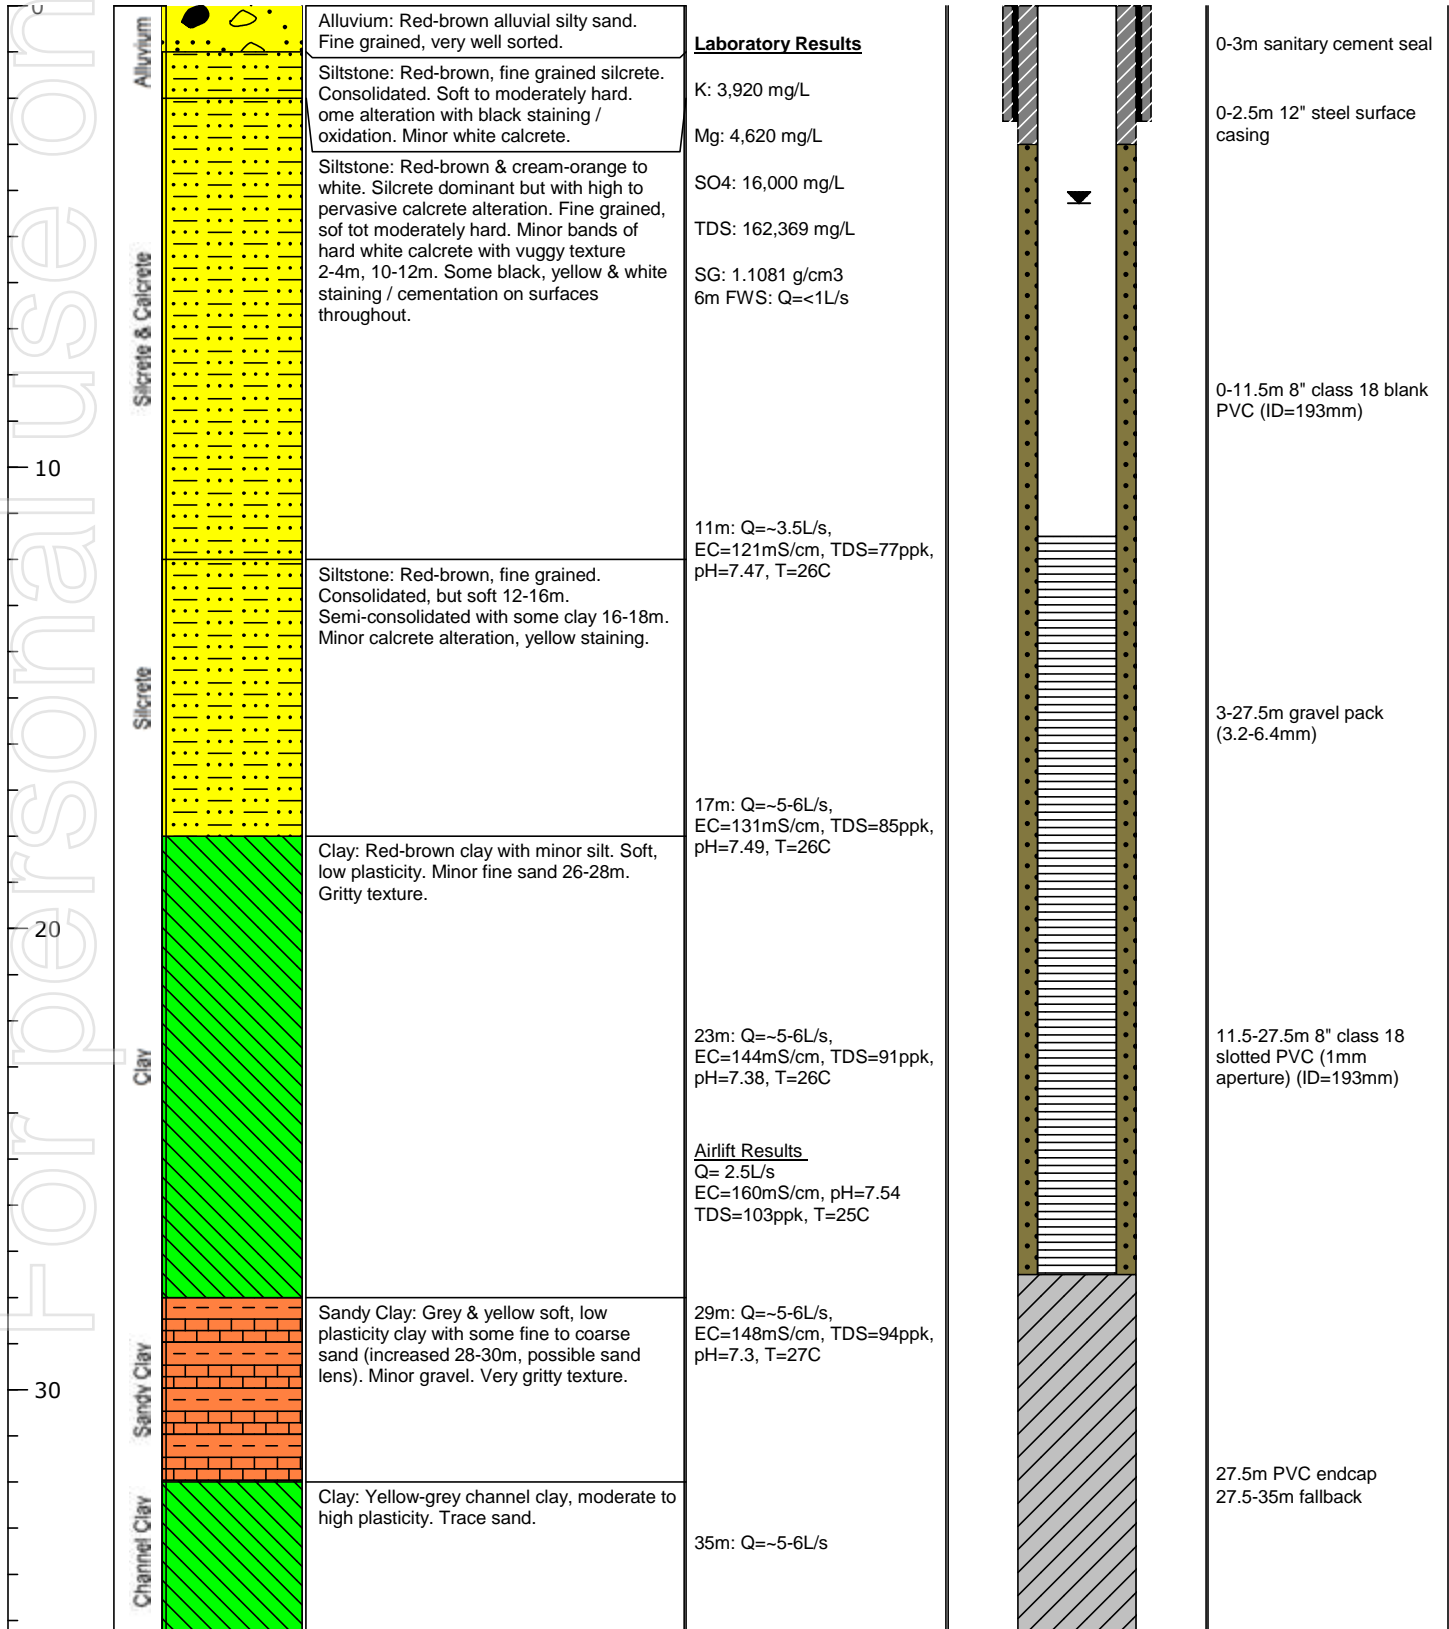 For personal use on
0
10
20
30
Alluvium
Silcrete & Calcrete
Silcrete
Clay
Sandy Clay
Channel Clay
Alluvium: Red-brown alluvial silty sand.
Fine grained, very well sorted.
Siltstone: Red-brown, fine grained silcrete.
Consolidated. Soft to moderately hard.
ome alteration with black staining /
oxidation. Minor white calcrete.
Siltstone: Red-brown & cream-orange to
white. Silcrete dominant but with high to
pervasive calcrete alteration. Fine grained,
sof tot moderately hard. Minor bands of
hard white calcrete with vuggy texture
2-4m, 10-12m. Some black, yellow & white
staining / cementation on surfaces
throughout.
Siltstone: Red-brown, fine grained.
Consolidated, but soft 12-16m.
Semi-consolidated with some clay 16-18m.
Minor calcrete alteration, yellow staining.
Clay: Red-brown clay with minor silt. Soft,
low plasticity. Minor fine sand 26-28m.
Gritty texture.
Sandy Clay: Grey & yellow soft, low
plasticity clay with some fine to coarse
sand (increased 28-30m, possible sand
lens). Minor gravel. Very gritty texture.
Clay: Yellow-grey channel clay, moderate to
high plasticity. Trace sand.
Laboratory Results
K: 3,920 mg/L
Mg: 4,620 mg/L
SO4: 16,000 mg/L
TDS: 162,369 mg/L
SG: 1.1081 g/cm3
6m FWS: Q=<1L/s
11m: Q=~3.5L/s,
EC=121mS/cm, TDS=77ppk,
pH=7.47, T=26C
17m: Q=~5-6L/s,
EC=131mS/cm, TDS=85ppk,
pH=7.49, T=26C
23m: Q=~5-6L/s,
EC=144mS/cm, TDS=91ppk,
pH=7.38, T=26C
Airlift Results
Q= 2.5L/s
EC=160mS/cm, pH=7.54
TDS=103ppk, T=25C
29m: Q=~5-6L/s,
EC=148mS/cm, TDS=94ppk,
pH=7.3, T=27C
35m: Q=~5-6L/s
0-3m sanitary cement seal
0-2.5m 12" steel surface
casing
0-11.5m 8" class 18 blank
PVC (ID=193mm)
3-27.5m gravel pack
(3.2-6.4mm)
11.5-27.5m 8" class 18
slotted PVC (1mm
aperture) (ID=193mm)
27.5m PVC endcap
27.5-35m fallback